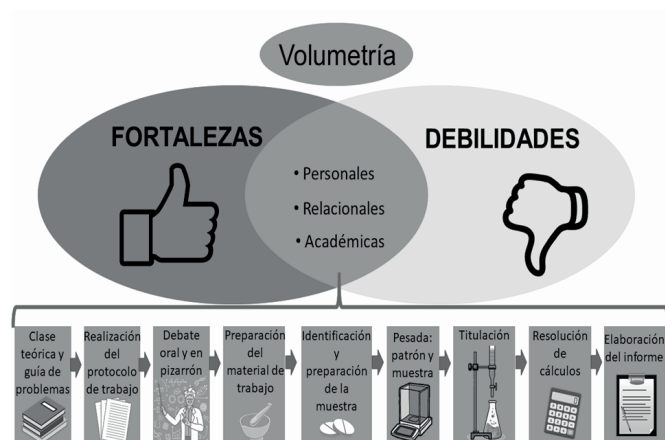 Volumetría
FORTALEZAS
DEBILIDADES
• Personales
• Relacionales
• Académicas
Clase
teórica y
guía de
problemas
Realización
del
protocolo
de trabajo
Debate
oral y en
pizarrón
Preparación
del
material de
trabajo
Identificación
y
preparación
de la
muestra
Pesada:
patrón y
muestra
Titulación
Resolución
de
cálculos
Elaboración
del informe